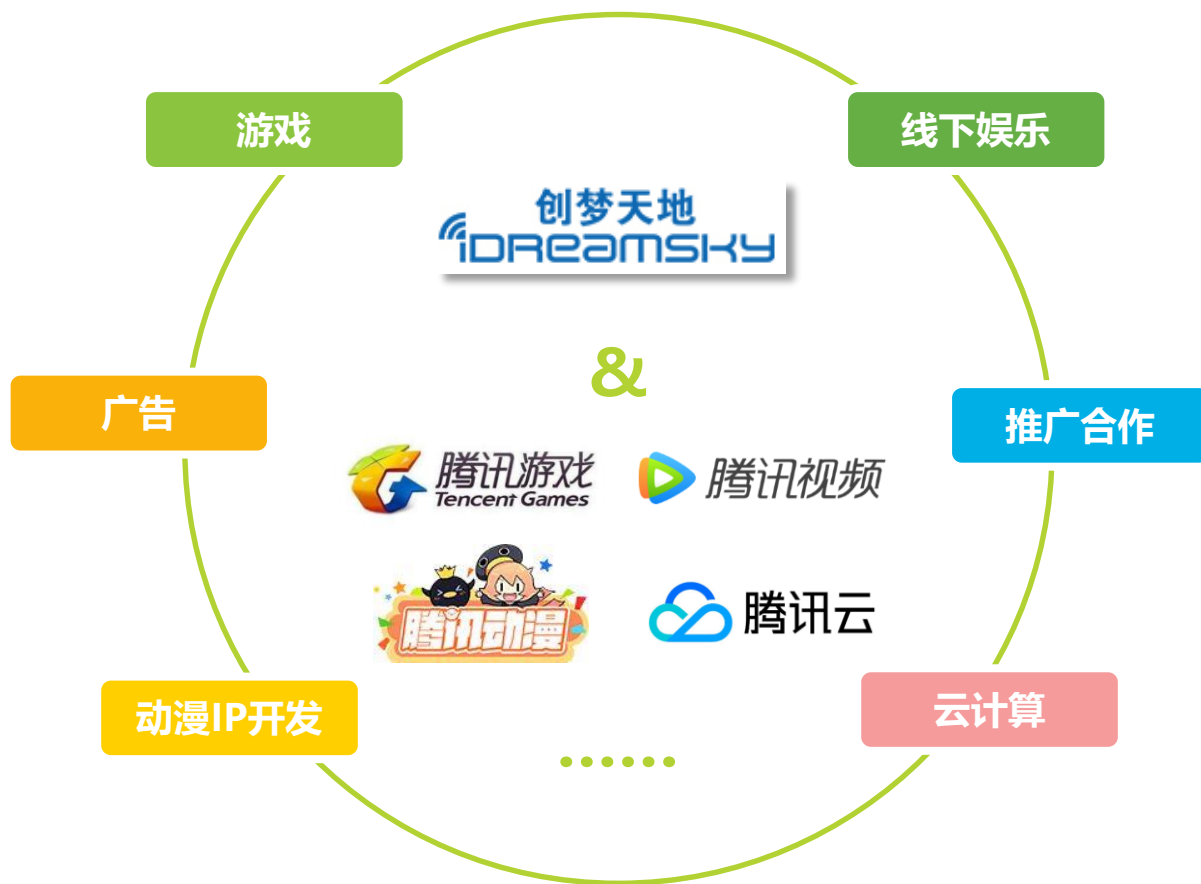 游戏
线下娱乐
创梦天地
iDREAMSKY
&
广告
推广合作
腾讯游戏
Tencent Games
腾讯视频
腾讯动漫
腾讯云
动漫IP开发
云计算
······